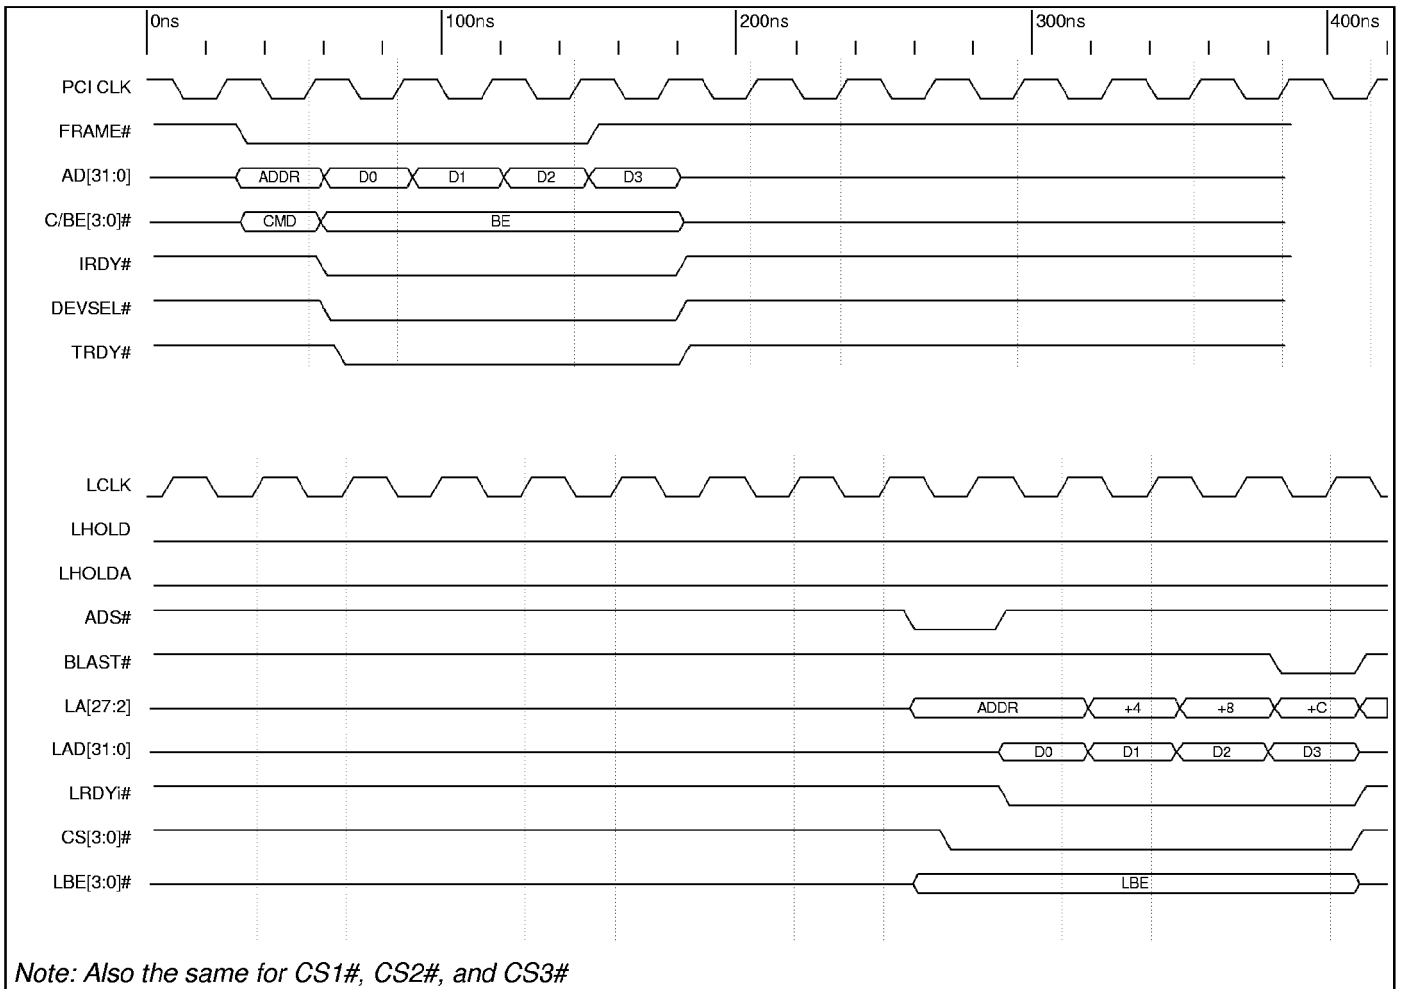 0ns 100ns 200ns 300ns 400ns
PCI CLK
FRAME#
AD[31:0] ADDR D0 D1 D2 D3
C/BE[3:0]# CMD BE
IRDY#
DEVSEL#
TRDY#
LCLK
LHOLD
LHOLDA
ADS#
BLAST#
LA[27:2] ADDR +4 +8 +C
LAD[31:0] D0 D1 D2 D3
LRDYi#
CS[3:0]#
LBE[3:0]# LBE
Note: Also the same for CS1#, CS2#, and CS3#